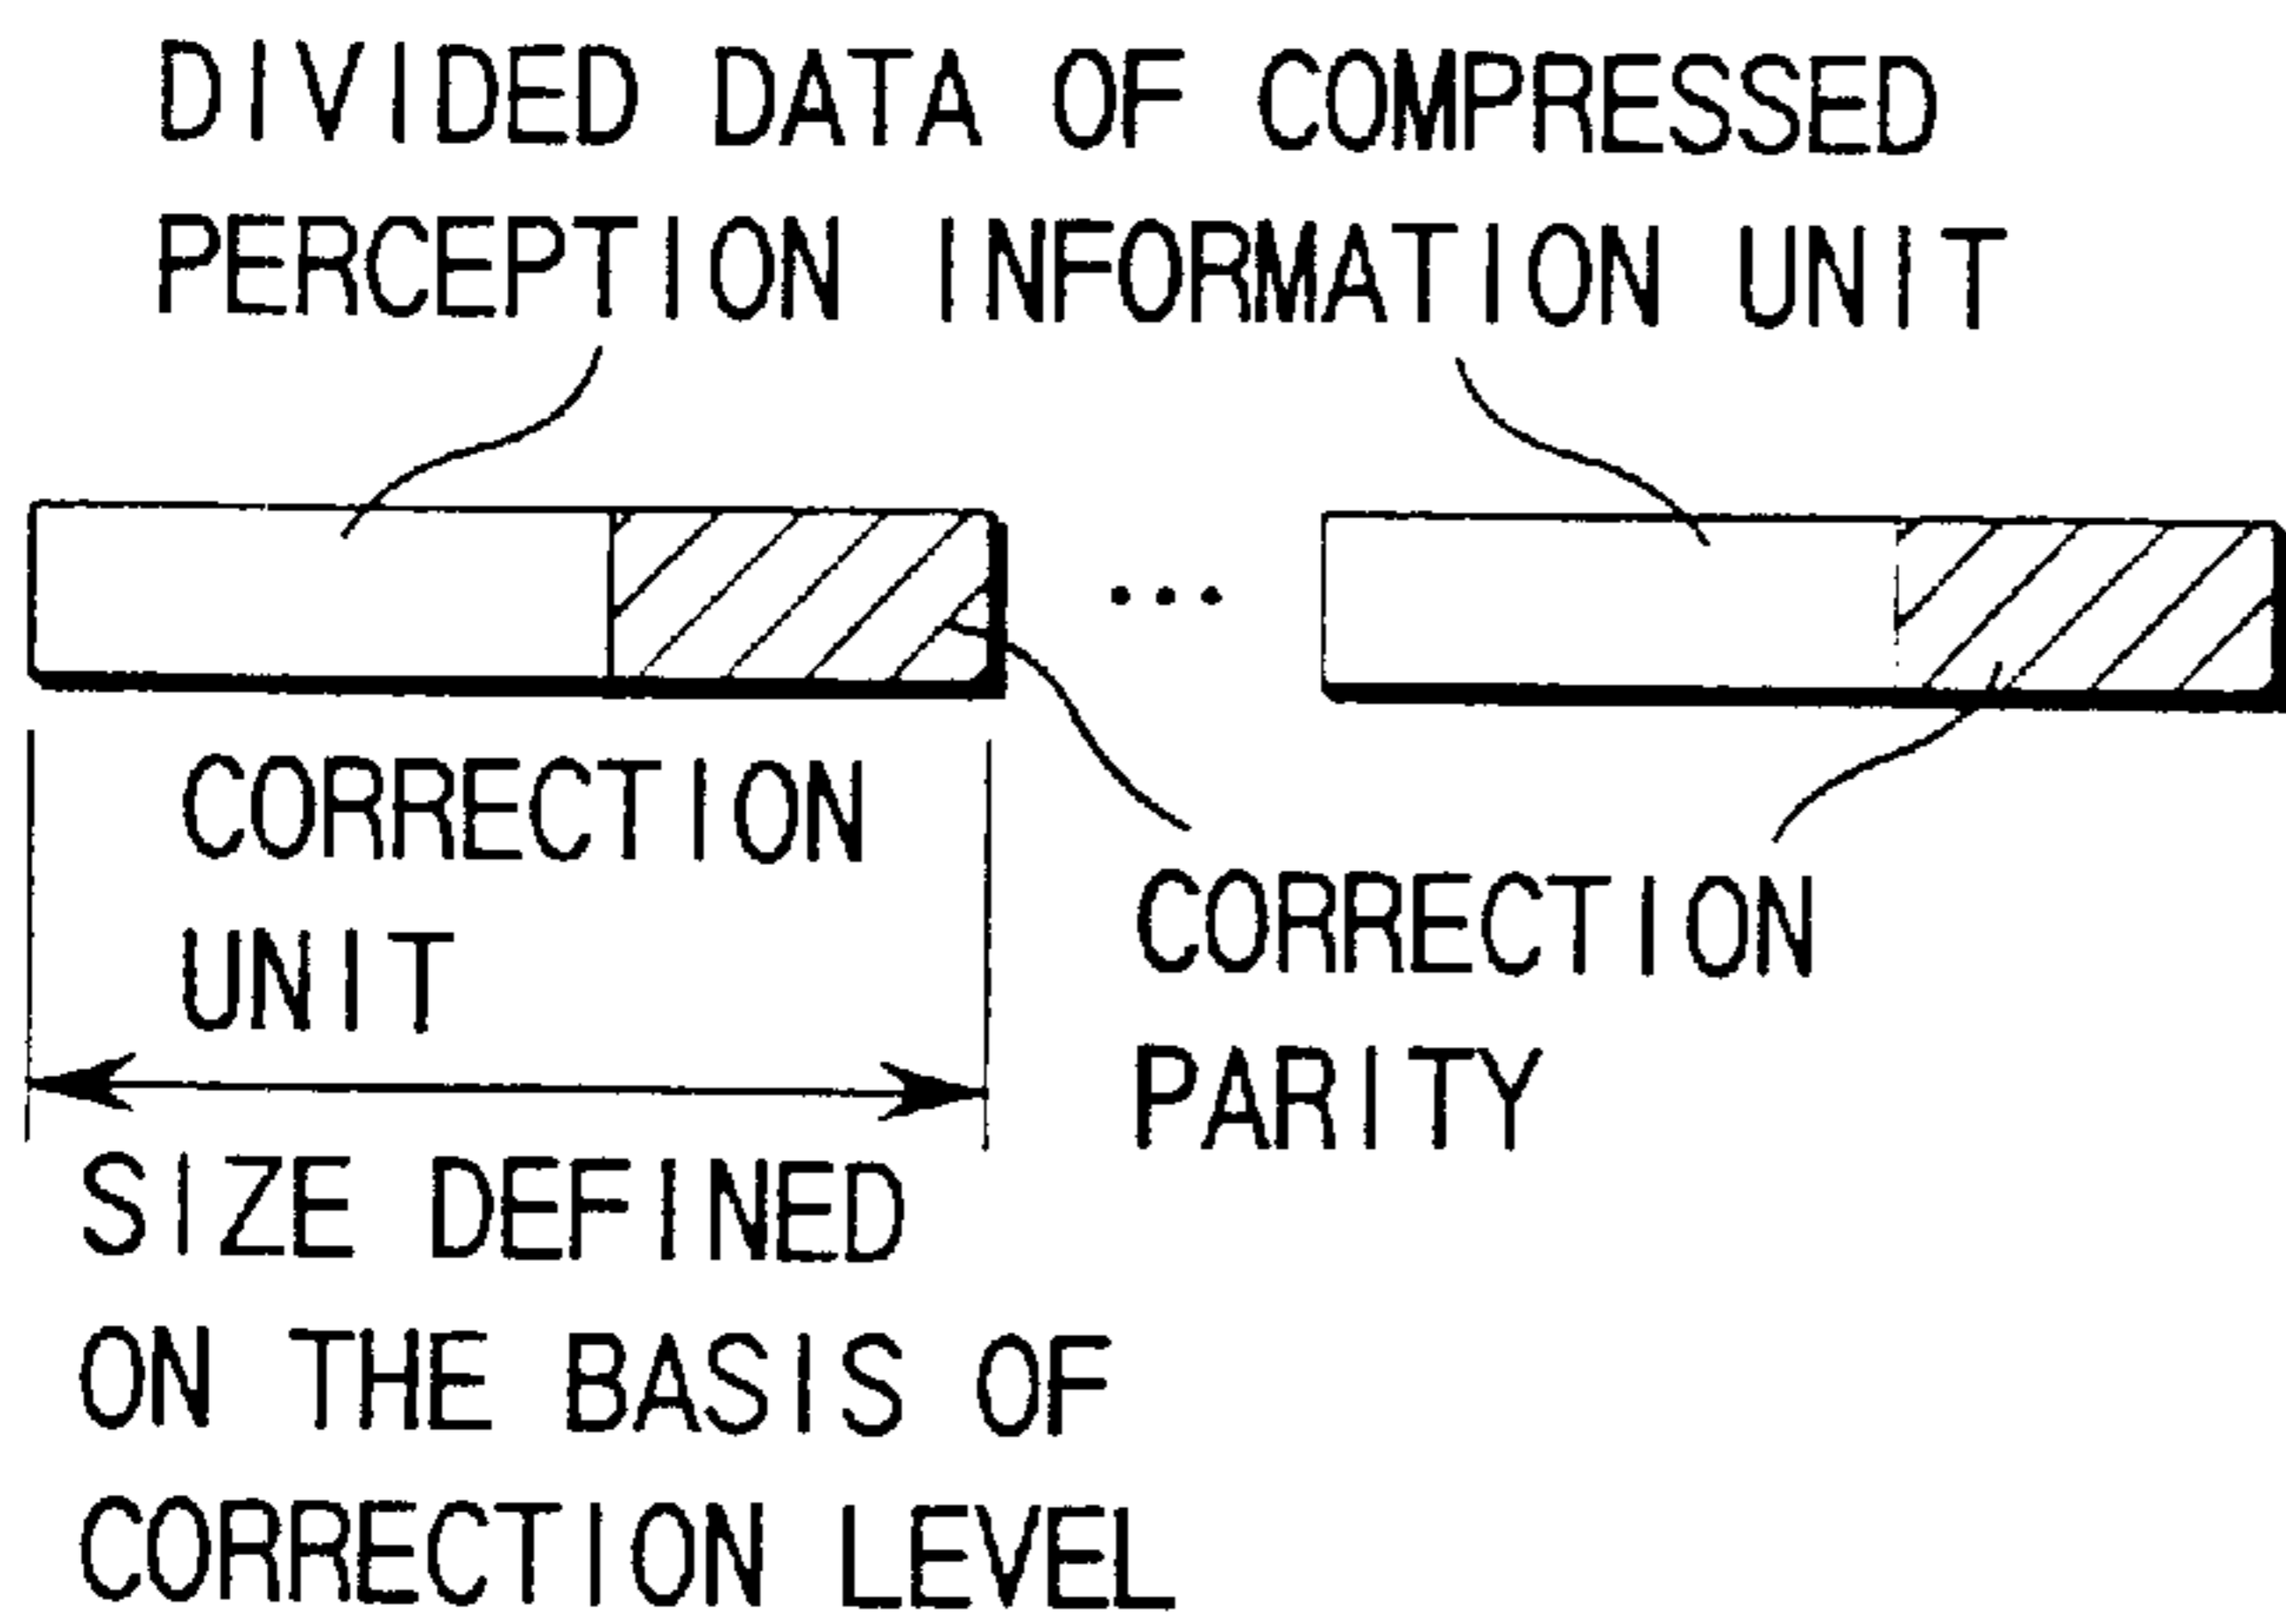 DIVIDED DATA OF COMPRESSED
PERCEPTION INFORMATION UNIT
CORRECTION
UNIT
CORRECTION
PARITY
SIZE DEFINED
ON THE BASIS OF
CORRECTION LEVEL